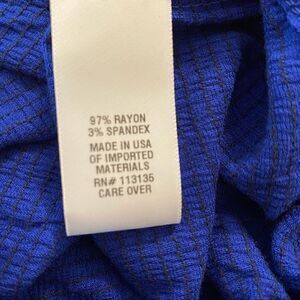 97% RAYON
3% SPANDEX
MADE IN USA
OF IMPORTED
MATERIALS
RN# 113135
CARE OVER